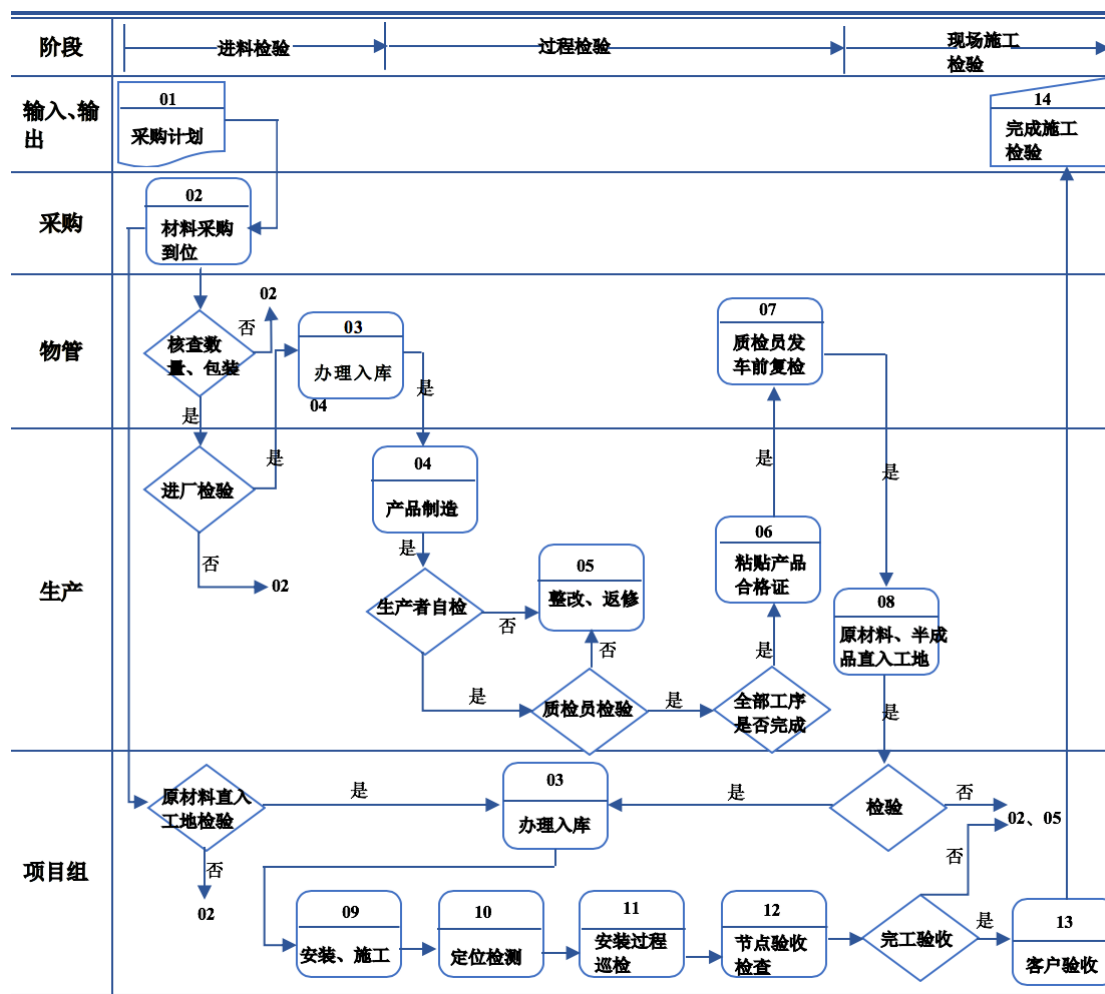 阶段
进料检验
过程检验
现场施工
检验
输入、输
出
01
采购计划
14
完成施工
检验
采购
02
材料采购
到位
物管
核查数
量、包装
否
02
是
03
办理入库
04
是
07
质检员发
车前复检
生产
进厂检验
是
否
02
04
产品制造
是
生产者自检
否
05
整改、返修
否
是
质检员检验
是
全部工序
是否完成
是
06
粘贴产品
合格证
是
是
08
原材料、半成
品直入工地
是
项目组
原材料直入
工地检验
是
否
02
03
办理入库
是
检验
否
02、05
否
09
安装、施工
10
定位检测
11
安装过程
巡检
12
节点验收
检查
完工验收
是
13
客户验收